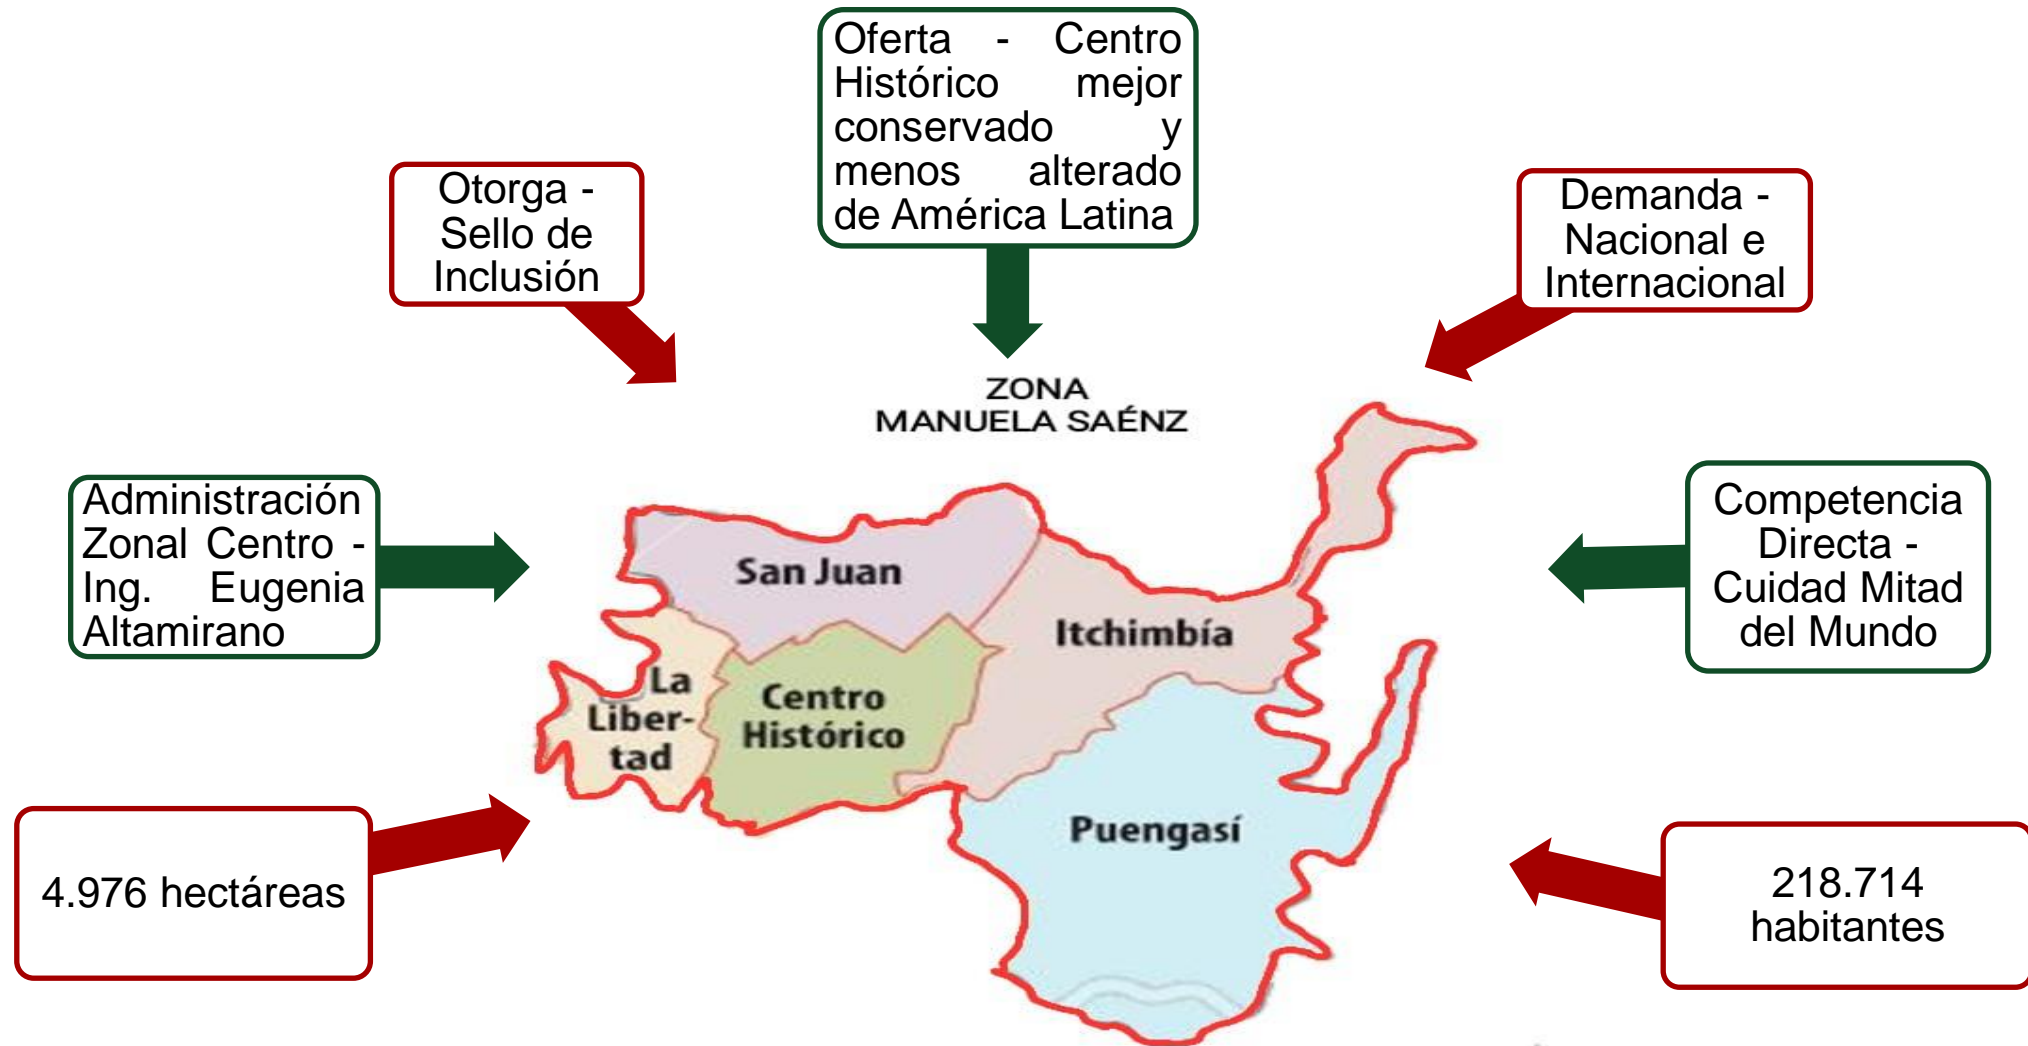 Oferta - Centro
Histórico mejor
conservado y
menos alterado
de América Latina
Otorga -
Sello de
Inclusión
Demanda -
Nacional e
Internacional
ZONA
MANUELA SAÉNZ
Administración
Zonal Centro -
Ing. Eugenia
Altamirano
Competencia
Directa -
Cuidad Mitad
del Mundo
San Juan
Itchimbía
La
Liber-
tad
Centro
Histórico
Puengasí
4.976 hectáreas
218.714
habitantes